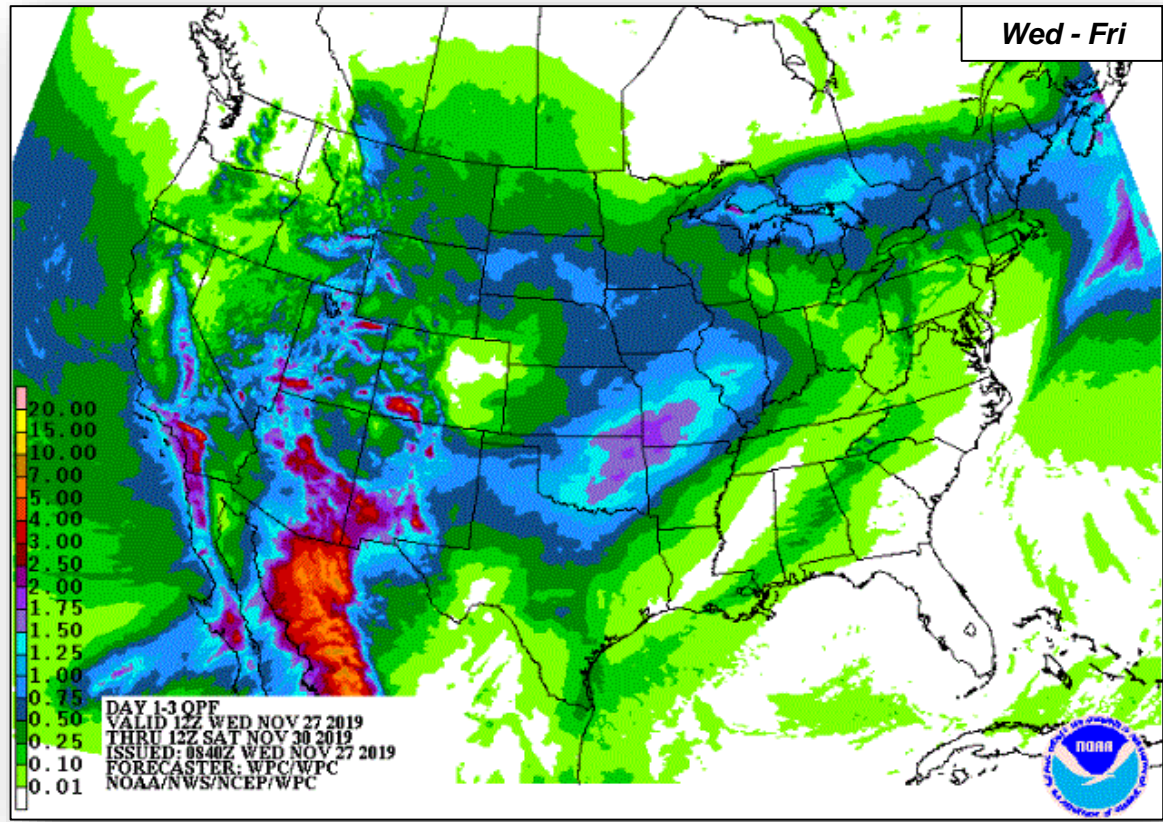 Wed - Fri
20.00
15.00
10.00
7.00
5.00
4.00
3.00
2.50
2.00
1.75
1.50
1.25
1.00
0.75
0.50
0.25
0.10
0.01
DAY 1-3 QPF
VALID 12Z WED NOV 27 2019
THRU 12Z SAT NOV 30 2019
ISSUED: 0840Z WED NOV 27 2019
FORECASTER: WPC/WPC
NOAA/NWS/NCEP/WPC
NOAA